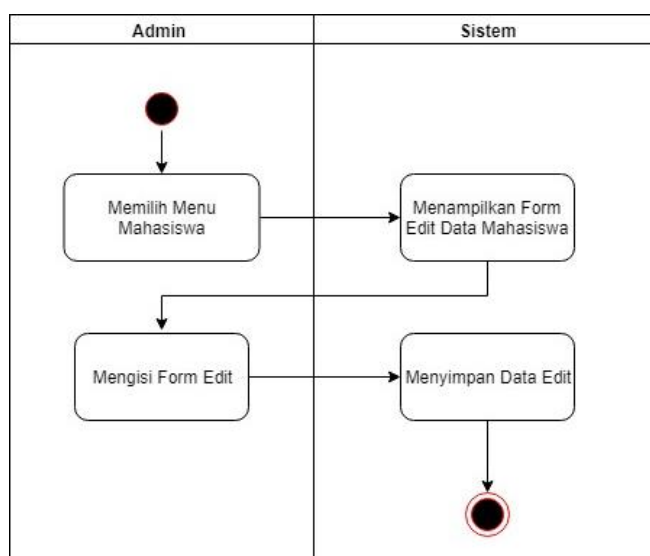 Admin
Sistem
Memilih Menu
Mahasiswa
Menampilkan Form
Edit Data Mahasiswa
Mengisi Form Edit
Menyimpan Data Edit